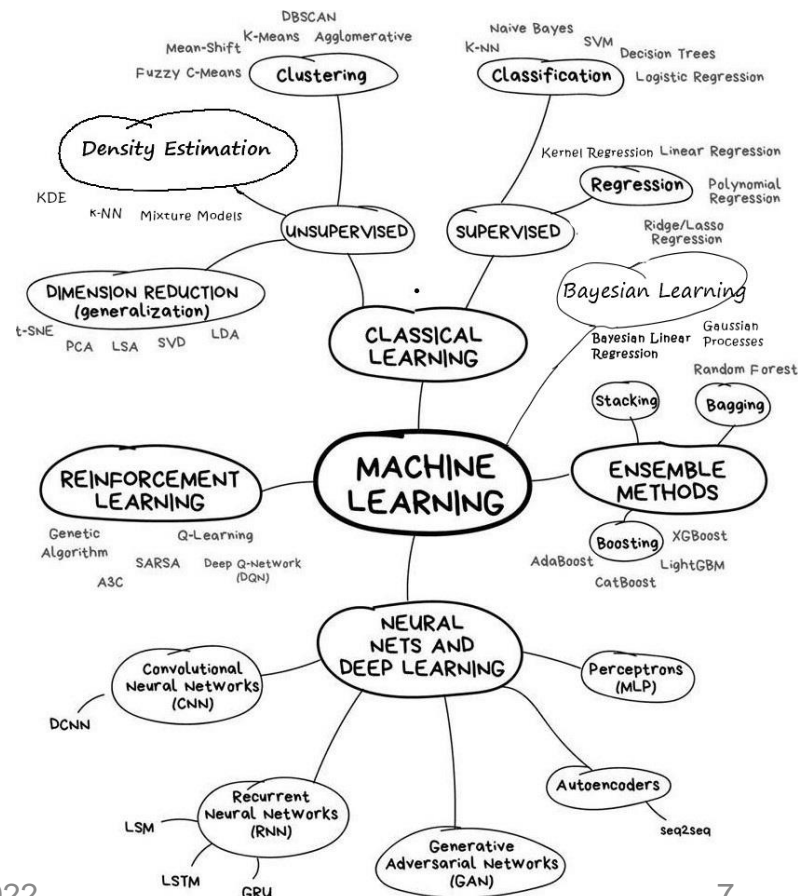 DBSCAN
K-Means Agglomerative
Mean-Shift
Fuzzy C-Means
Clustering
Naive Bayes
K-NN
SVM
Decision Trees
Classification
Logistic Regression
Density Estimation
KDE
K-NN
Mixture Models
Kernel Regression Linear Regression
Regression
Polynomial
Regression
Ridge/Lasso
Regression
UNSUPERVISED
SUPERVISED
DIMENSION REDUCTION
(generalization)
t-SNE
PCA
LSA
SVD
LDA
CLASSICAL
LEARNING
Bayesian Learning
Bayesian Linear
Regression
Gaussian
Processes
Random Forest
Stacking
Bagging
MACHINE
LEARNING
REINFORCEMENT
LEARNING
Genetic
Algorithm
Q-Learning
SARSA
Deep Q-Network
(DQN)
A3C
ENSEMBLE
METHODS
Boosting
XGBoost
AdaBoost
LightGBM
CatBoost
NEURAL
NETS AND
DEEP LEARNING
Convolutional
Neural Networks
(CNN)
DCNN
Perceptrons
(MLP)
Recurrent
Neural Networks
(RNN)
LSM
LSTM
GRU
Autoencoders
seq2seq
Generative
Adversarial Networks
(GAN)
7